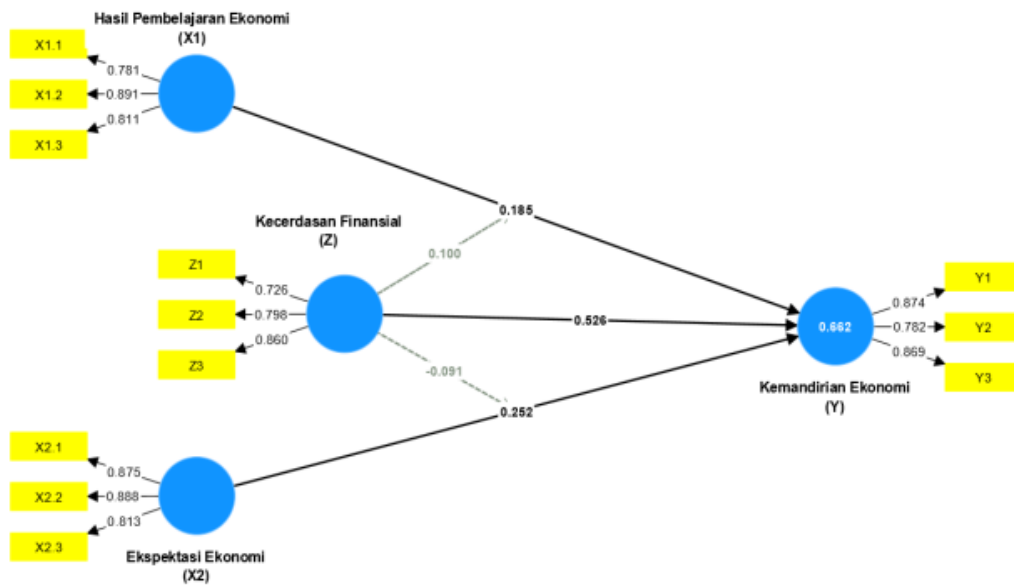 Hasil Pembelajaran Ekonomi
(X1)
X1.1
0.781
X1.2
0.891
X1.3
0.811
0.185
Kecerdasan Finansial
(Z)
0.100
Z1
0.726
Z2
0.798
Z3
0.860
0.526
-0.091
0.252
0.662
Y1
0.874
Y2
0.782
Y3
0.869
Kemandirian Ekonomi
(Y)
X2.1
0.875
X2.2
0.888
X2.3
0.813
Ekspektasi Ekonomi
(X2)